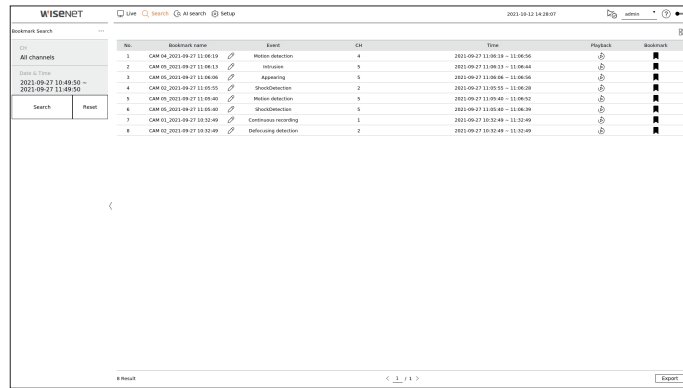 WISENET
Live Search AI search Setup 2021-10-12 14:28:07 admin ?
Bookmark Search ...
CH
All channels
Date & Time
2021-09-27 10:49:50 ~
2021-09-27 11:49:50
Search Reset
No. Bookmark name Event CH Time Playback Bookmark
1 CAM 04_2021-09-27 11:06:19 Motion detection 4 2021-09-27 11:06:19 ~ 11:06:56
2 CAM 05_2021-09-27 11:06:13 Intrusion 5 2021-09-27 11:06:13 ~ 11:06:44
3 CAM 05_2021-09-27 11:06:06 Appearing 5 2021-09-27 11:06:06 ~ 11:06:56
4 CAM 02_2021-09-27 11:05:55 ShockDetection 2 2021-09-27 11:05:55 ~ 11:06:28
5 CAM 05_2021-09-27 11:05:40 Motion detection 5 2021-09-27 11:05:40 ~ 11:06:52
6 CAM 05_2021-09-27 11:05:40 ShockDetection 5 2021-09-27 11:05:40 ~ 11:06:39
7 CAM 01_2021-09-27 10:32:49 Continuous recording 1 2021-09-27 10:32:49 ~ 11:32:49
8 CAM 02_2021-09-27 10:32:49 Defocusing detection 2 2021-09-27 10:32:49 ~ 11:32:49
8 Result < 1 / 1 > Export